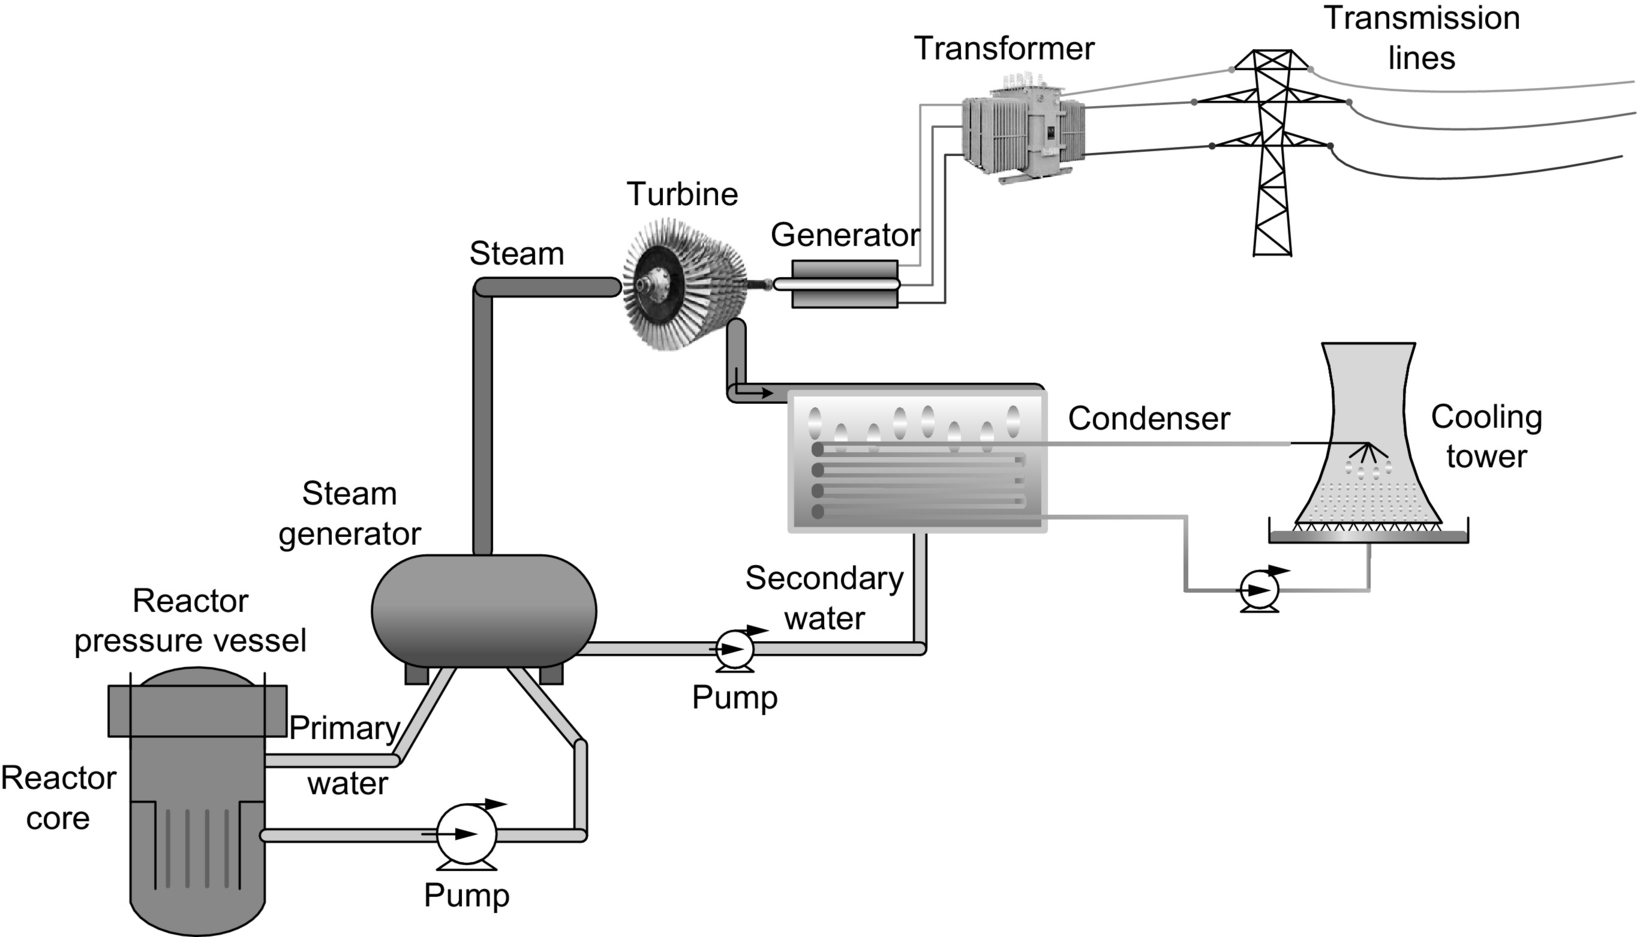 Transmission
lines
Transformer
Turbine
Generator
Steam
Condenser
Cooling
tower
Steam
generator
Secondary
water
Reactor
pressure vessel
Pump
Primary
water
Reactor
core
Pump